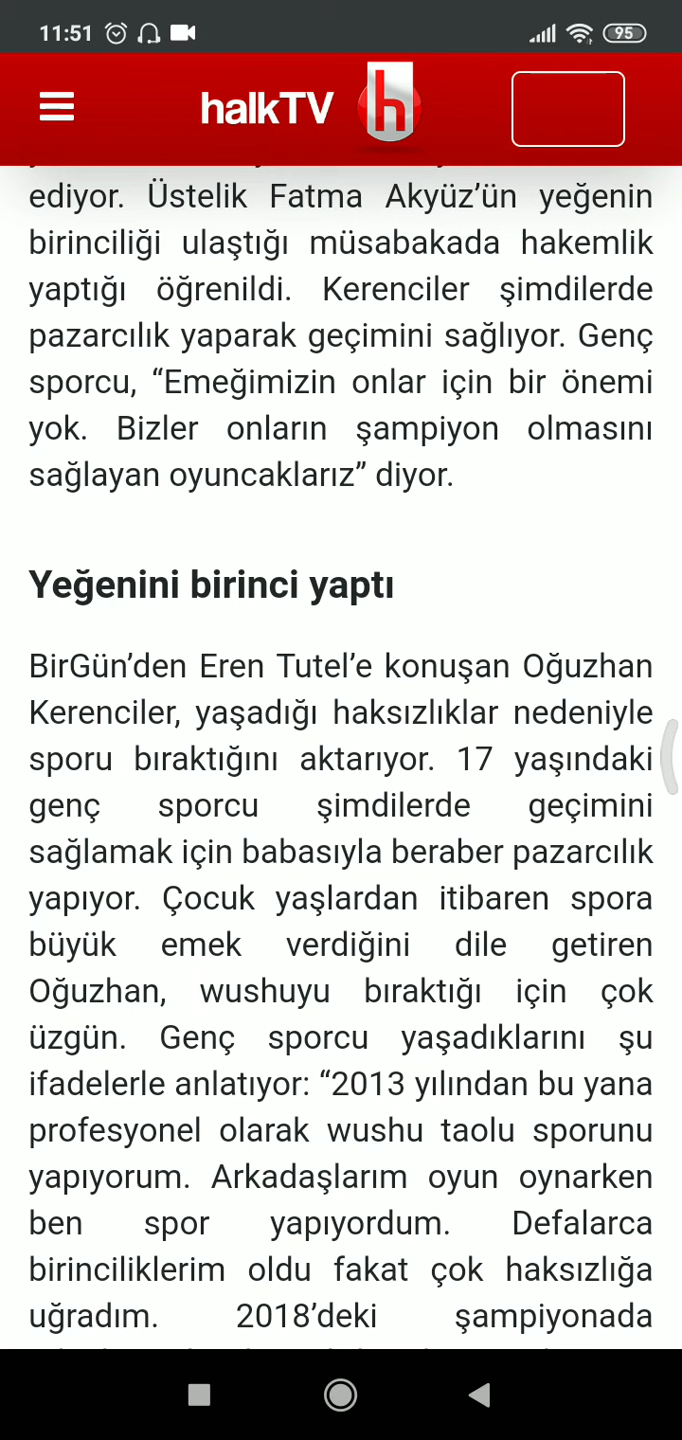 11:51
95
halkTV
h
ediyor. Üstelik Fatma Akyüz’ün yeğenin
birinciliği ulaştığı müsabakada hakemlik
yaptığı öğrenildi. Kerenciler şimdilerde
pazarcılık yaparak geçimini sağlıyor. Genç
sporcu, “Emeğimizin onlar için bir önemi
yok. Bizler onların şampiyon olmasını
sağlayan oyuncaklarız” diyor.
Yeğenini birinci yaptı
BirGün’den Eren Tutel’e konuşan Oğuzhan
Kerenciler, yaşadığı haksızlıklar nedeniyle
sporu bıraktığını aktarıyor. 17 yaşındaki
genç sporcu şimdilerde geçimini
sağlamak için babasıyla beraber pazarcılık
yapıyor. Çocuk yaşlardan itibaren spora
büyük emek verdiğini dile getiren
Oğuzhan, wushuyu bıraktığı için çok
üzgün. Genç sporcu yaşadıklarını şu
ifadelerle anlatıyor: “2013 yılından bu yana
profesyonel olarak wushu taolu sporunu
yapıyorum. Arkadaşlarım oyun oynarken
ben spor yapıyordum. Defalarca
birinciliklerim oldu fakat çok haksızlığa
uğradım. 2018’deki şampiyonada